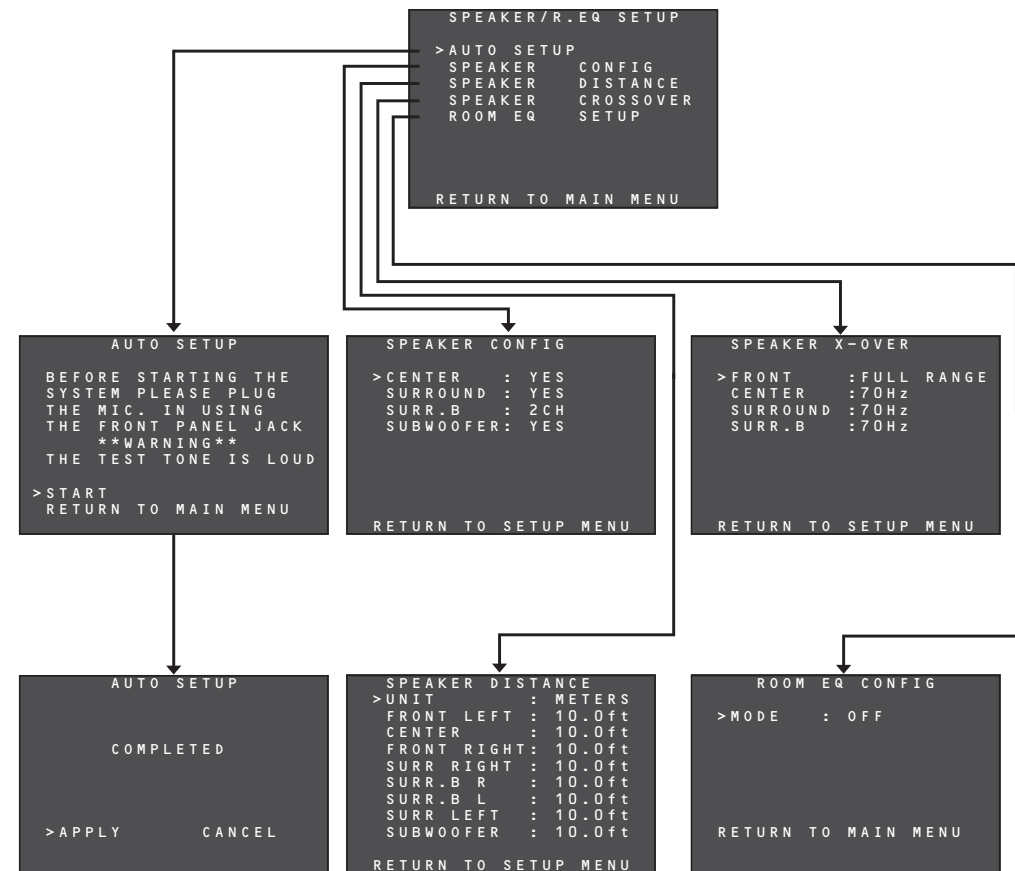 SPEAKER/R.EQ SETUP
>AUTO SETUP
SPEAKER CONFIG
SPEAKER DISTANCE
SPEAKER CROSSOVER
ROOM EQ SETUP
RETURN TO MAIN MENU
AUTO SETUP
BEFORE STARTING THE
SYSTEM PLEASE PLUG
THE MIC. IN USING
THE FRONT PANEL JACK
**WARNING**
THE TEST TONE IS LOUD
>START
RETURN TO MAIN MENU
SPEAKER CONFIG
>CENTER : YES
SURROUND : YES
SURR.B : 2CH
SUBWOOFER: YES
RETURN TO SETUP MENU
SPEAKER X-OVER
>FRONT :FULL RANGE
CENTER :70Hz
SURROUND :70Hz
SURR.B :70Hz
RETURN TO SETUP MENU
AUTO SETUP
COMPLETED
>APPLY CANCEL
SPEAKER DISTANCE
>UNIT : METERS
FRONT LEFT : 10.0ft
CENTER : 10.0ft
FRONT RIGHT: 10.0ft
SURR RIGHT : 10.0ft
SURR.B R : 10.0ft
SURR.B L : 10.0ft
SURR LEFT : 10.0ft
SUBWOOFER : 10.0ft
RETURN TO SETUP MENU
ROOM EQ CONFIG
>MODE : OFF
RETURN TO MAIN MENU